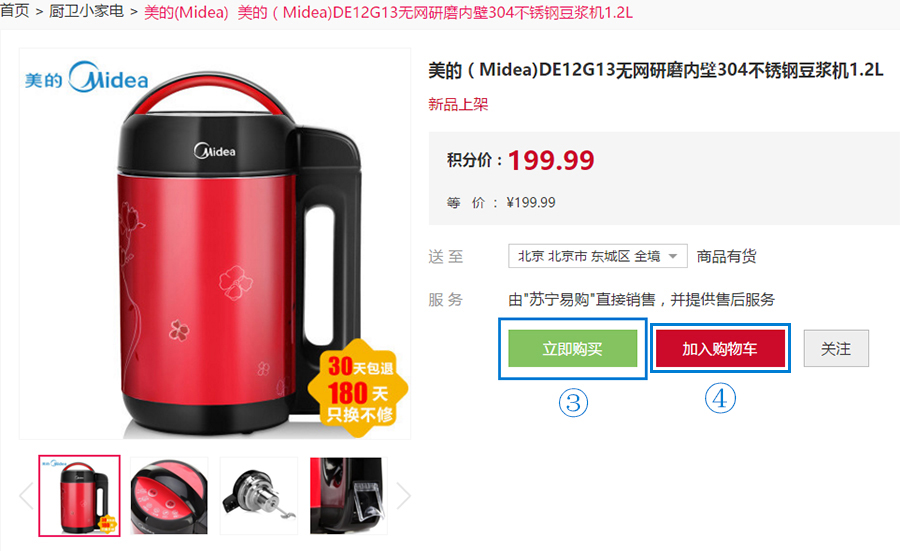 首页 > 厨卫小家电 > 美的(Midea) 美的（Midea)DE12G13无网研磨内壁304不锈钢豆浆机1.2L
美的 Midea
Midea
30天包退
180 天
只换不修
美的（Midea)DE12G13无网研磨内壁304不锈钢豆浆机1.2L
新品上架
积分价：199.99
等 价 ：¥199.99
送至 北京 北京市 东城区 全境 商品有货
服务 由"苏宁易购"直接销售，并提供售后服务
立即购买 加入购物车 关注
③ ④
美的 Midea